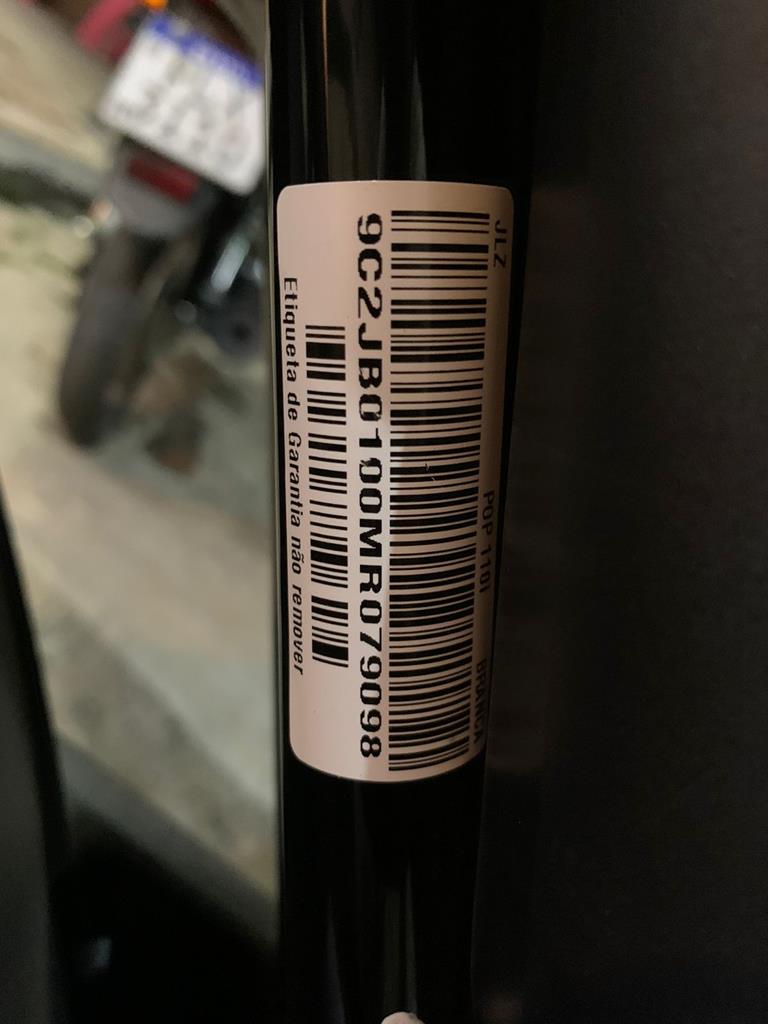 JLZ POP 110I BRANCA
9C2JB0100MR079098
Etiqueta de Garantia não remover